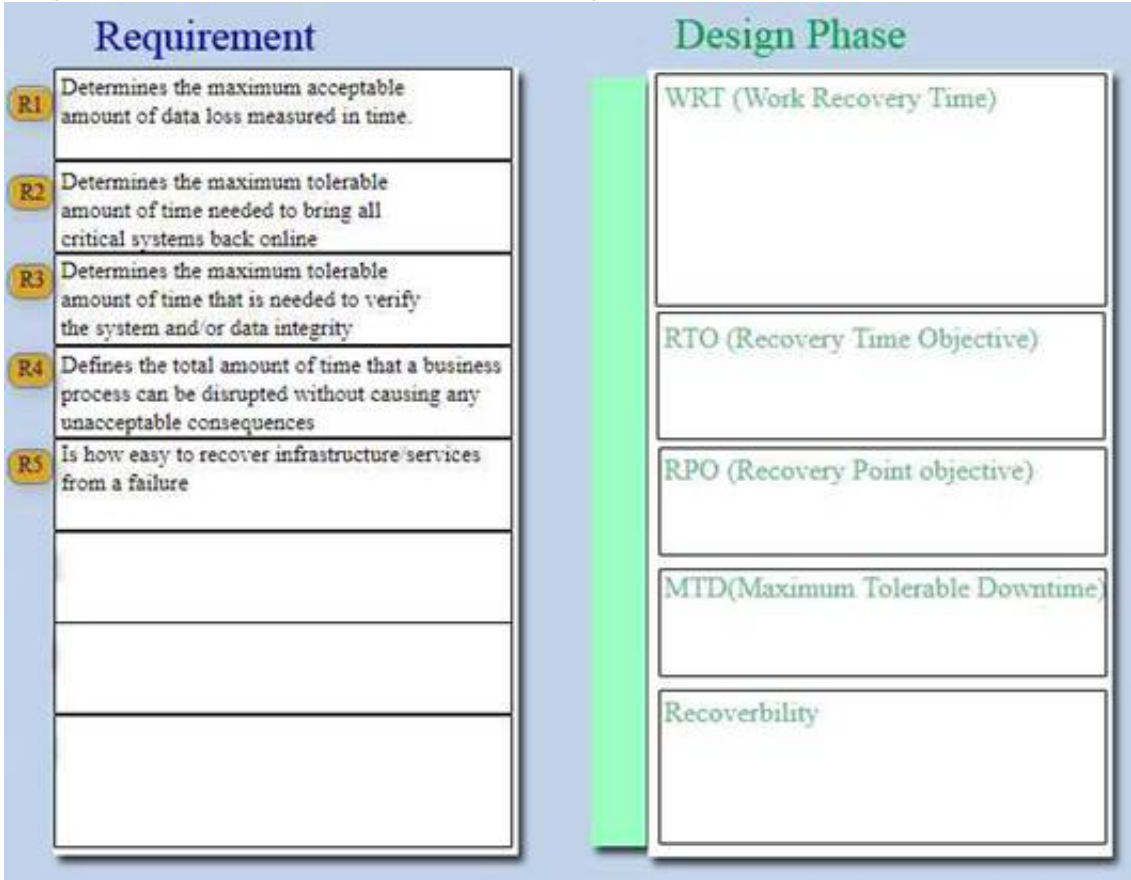 Requirement
R1
Determines the maximum acceptable
amount of data loss measured in time.
R2
Determines the maximum tolerable
amount of time needed to bring all
critical systems back online
R3
Determines the maximum tolerable
amount of time that is needed to verify
the system and/or data integrity
R4
Defines the total amount of time that a business
process can be disrupted without causing any
unacceptable consequences
R5
Is how easy to recover infrastructure/services
from a failure
Design Phase
WRT (Work Recovery Time)
RTO (Recovery Time Objective)
RPO (Recovery Point objective)
MTD(Maximum Tolerable Downtime)
Recoverbility